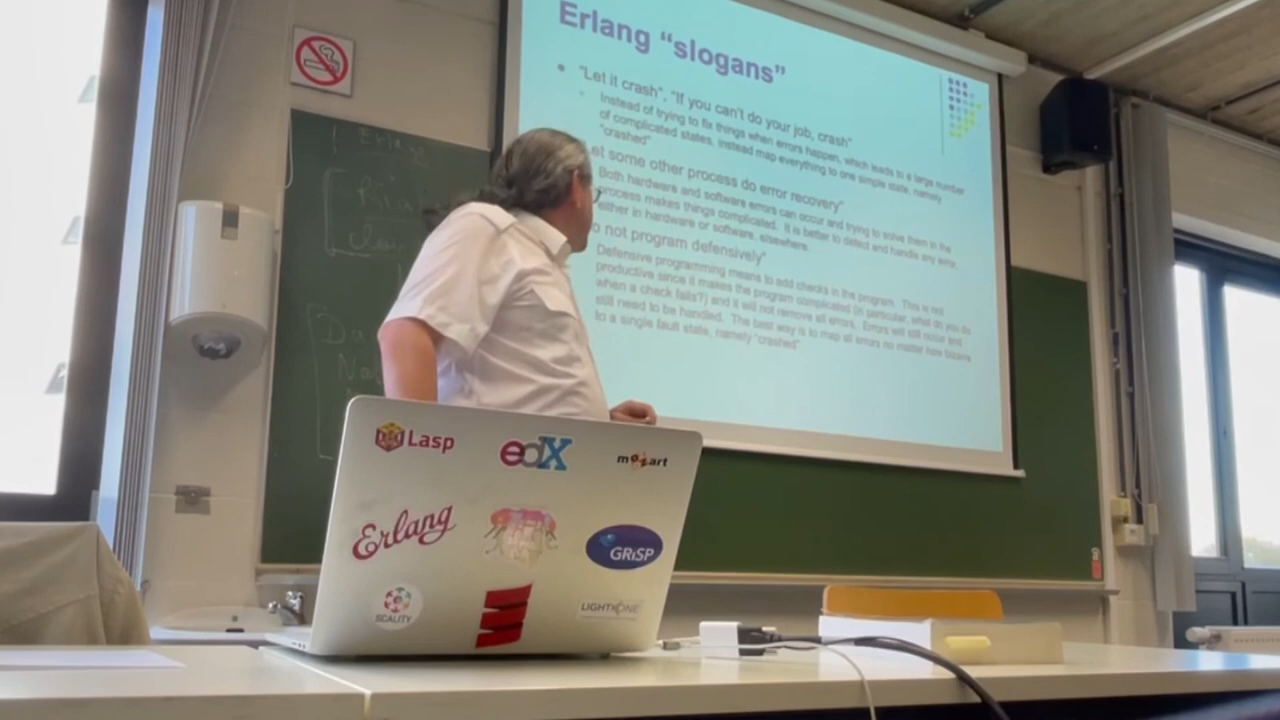 Erlang “slogans”
• "Let it crash", "If you can't do your job, crash"
Instead of trying to fix things when errors happen, which leads to a large number
of complicated states, instead map everything to one simple state, namely
"crashed"
et some other process do error recovery"
Both hardware and software errors can occur and trying to solve them in the
process makes things complicated. It is better to detect and handle any error,
either in hardware or software, elsewhere.
o not program defensively"
Defensive programming means to add checks in the program. This is not
productive since it makes the program complicated (in particular, what do you do
when a check fails?) and it will not remove all errors. Errors will still occur and
still need to be handled. The best way is to map all errors no matter how bizarre
to a single fault state, namely "crashed"
Lasp
edX
mozart
Erlang
GRiSP
SCALITY
LIGHTKONE